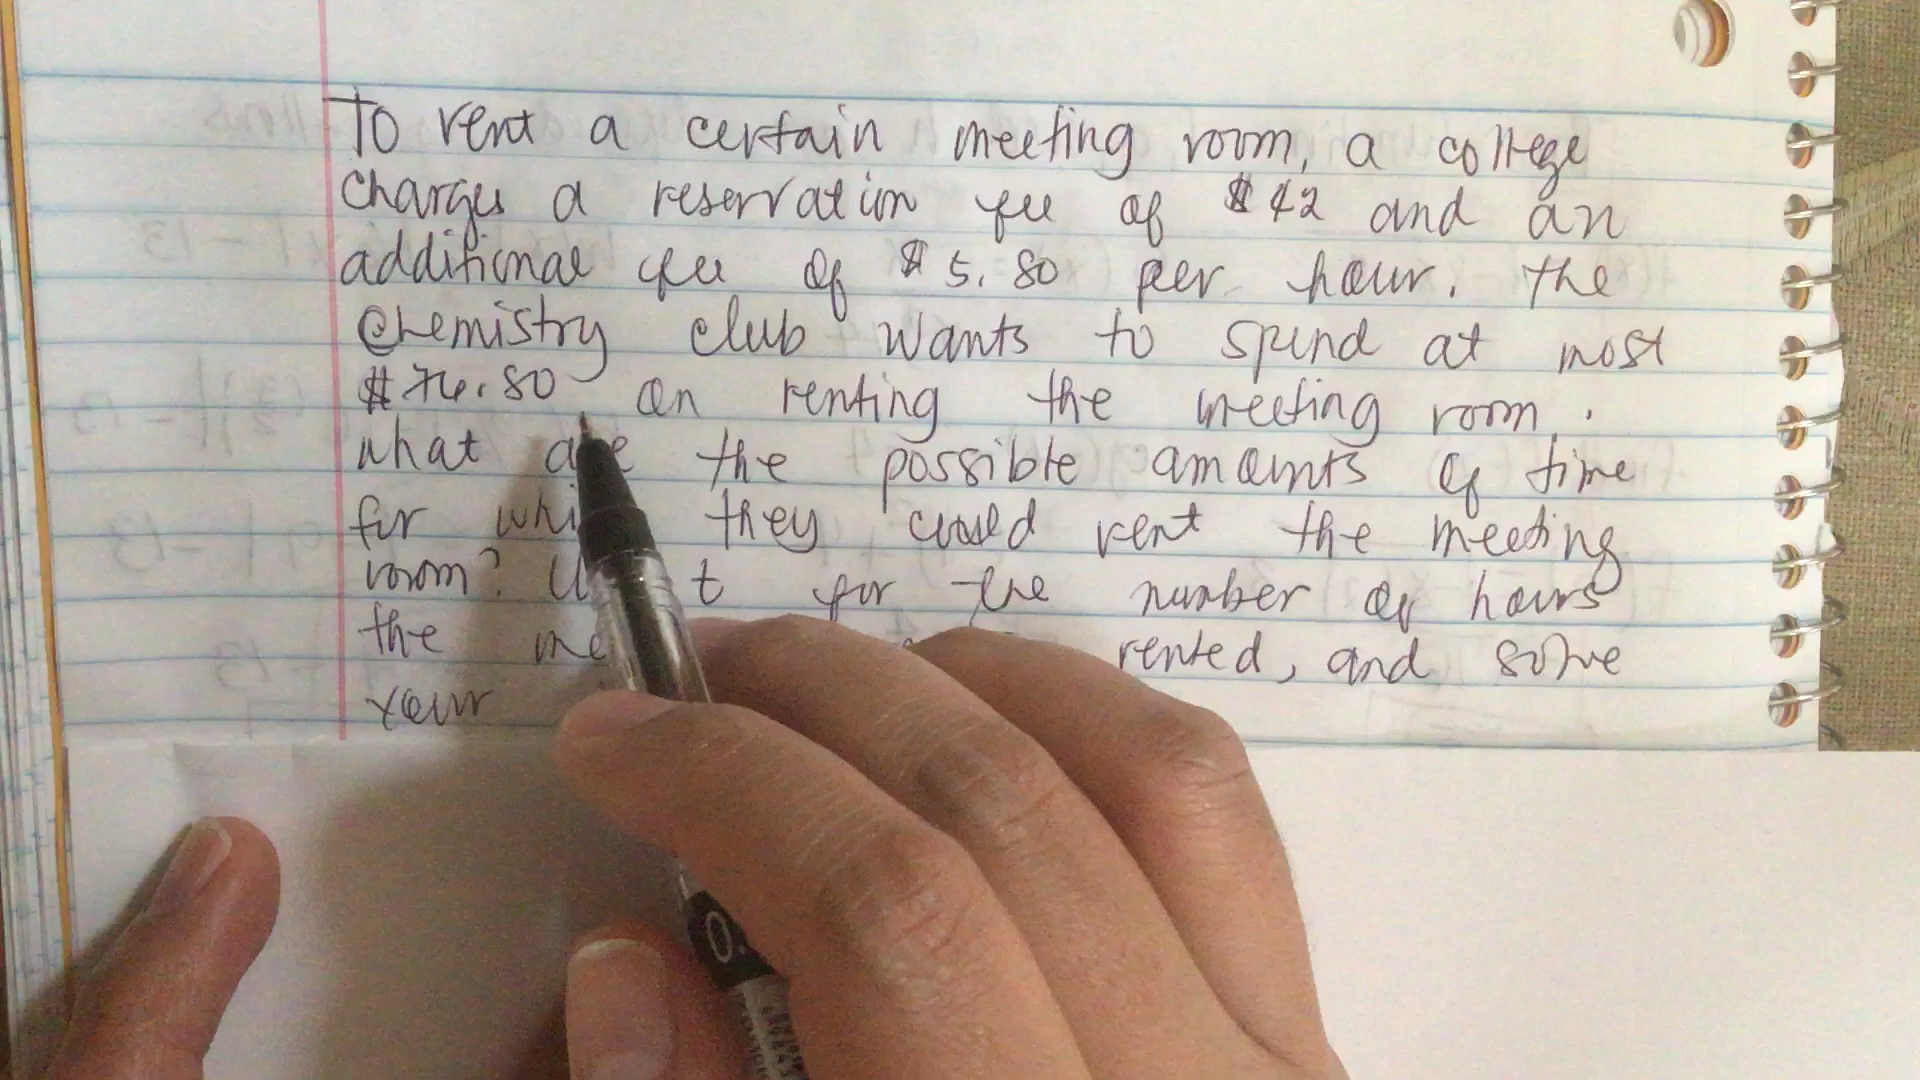 To rent a certain meeting room, a college
charges a reservation fee of $42 and an
additional fee of $5.80 per hour. The
Chemistry club wants to spend at most
$76.80 on renting the meeting room.
what are the possible amounts of time
for they could rent the meeting
room? t for the number of hours
the rented, and solve
your
0.